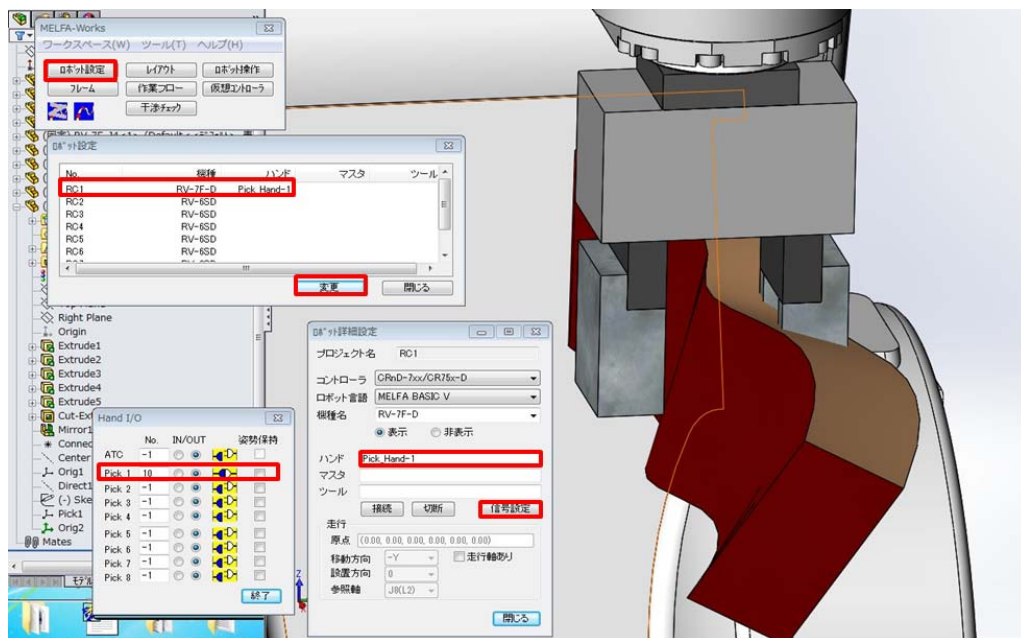 MELFA-Works
ワークスペース(W) ツール(T) ヘルプ(H)
ロボット設定 レイアウト ロボット操作
フレーム 作業フロー 仮想コントローラ
干渉チェック
ロボット設定
No. 機種 ハンド マスタ ツール
RC1 RV-7F-D Pick_Hand-1
RC2 RV-6SD
RC3 RV-6SD
RC4 RV-6SD
RC5 RV-6SD
RC6 RV-6SD
変更 閉じる
Right Plane
Origin
Extrude1
Extrude2
Extrude3
Extrude4
Extrude5
Cut-Ex
Mirror1
Connec
Center
Orig1
Direct1
(-) Ske
Pick1
Orig2
Mates
Hand I/O
No. IN/OUT 姿勢保持
ATC -1
Pick 1 10
Pick 2 -1
Pick 3 -1
Pick 4 -1
Pick 5 -1
Pick 6 -1
Pick 7 -1
Pick 8 -1
終了
ロボット詳細設定
プロジェクト名 RC1
コントローラ CRnD-7xx/CR75x-D
ロボット言語 MELFA BASIC V
機種名 RV-7F-D
表示 非表示
ハンド Pick_Hand-1
マスタ
ツール
接続 切断 信号設定
走行
原点 (0.00, 0.00, 0.00, 0.00, 0.00, 0.00)
移動方向 -Y 走行軸あり
設置方向 0
参照軸 J8(L2)
閉じる
Z